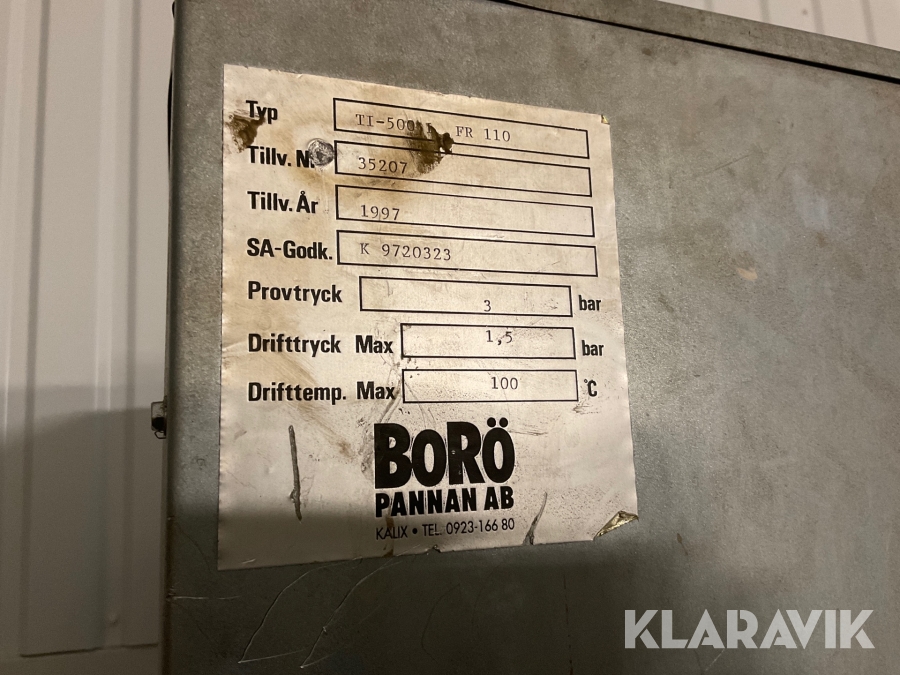 Typ TI-500 FR 110
Tillv. Nr 35207
Tillv. År 1997
SA-Godk. K 9720323
Provtryck 3 bar
Drifttryck Max 1,5 bar
Drifttemp. Max 100 °C
BORÖ
PANNAN AB
KALIX • TEL. 0923-166 80
KLARAVIK